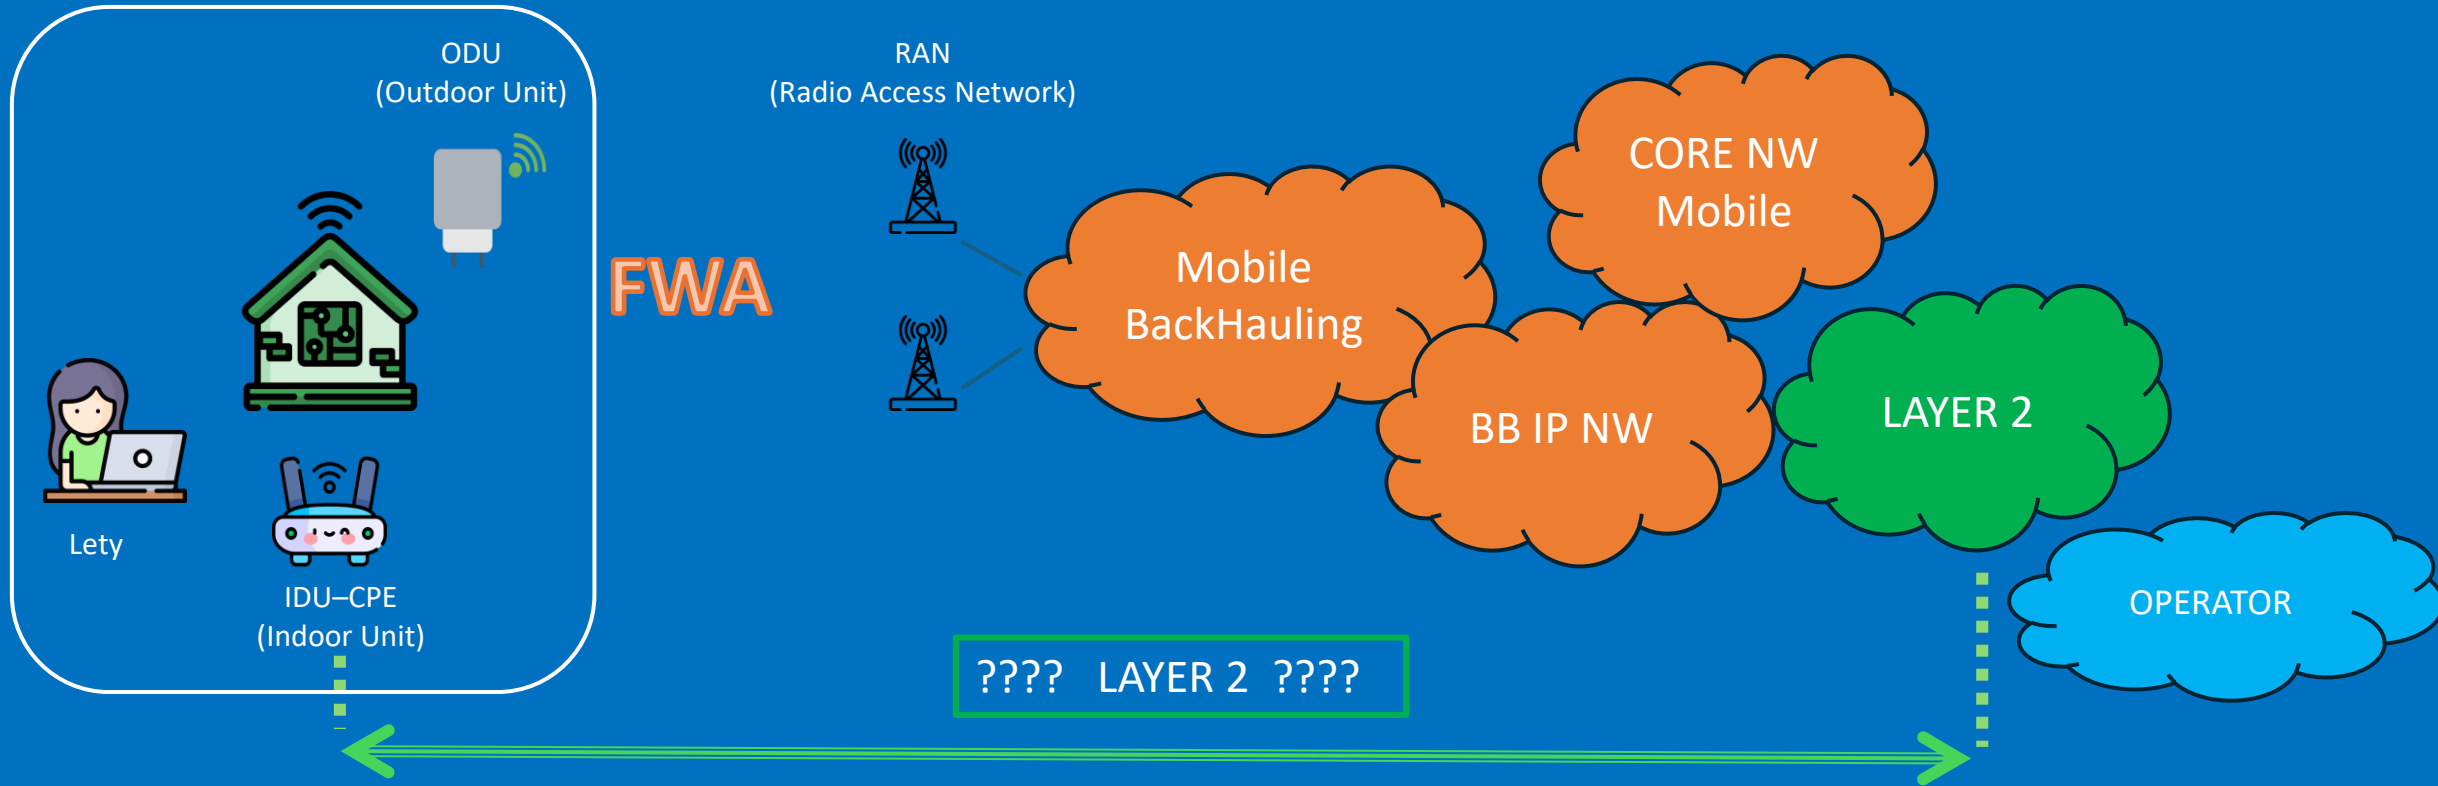 ODU
(Outdoor Unit)
RAN
(Radio Access Network)
CORE NW
Mobile
Mobile
BackHauling
FWA
BB IP NW
LAYER 2
Lety
IDU–CPE
(Indoor Unit)
OPERATOR
???? LAYER 2 ????